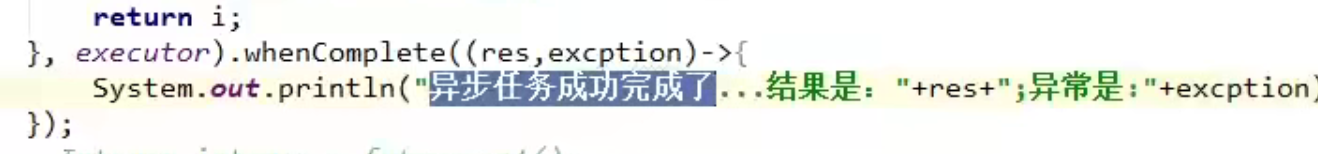 return i;
}, executor).whenComplete((res,excption)->{
System.out.println("异步任务成功完成了...结果是："+res+";异常是:"+excption)
});